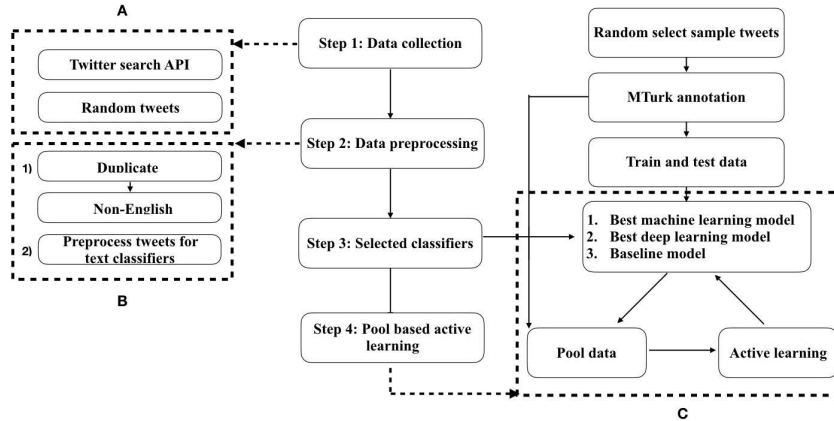 A
Twitter search API
Random tweets
1) Duplicate
Non-English
2) Preprocess tweets for
text classifiers
B
Step 1: Data collection
Step 2: Data preprocessing
Step 3: Selected classifiers
Step 4: Pool based active
learning
Random select sample tweets
MTurk annotation
Train and test data
1. Best machine learning model
2. Best deep learning model
3. Baseline model
Pool data
Active learning
C